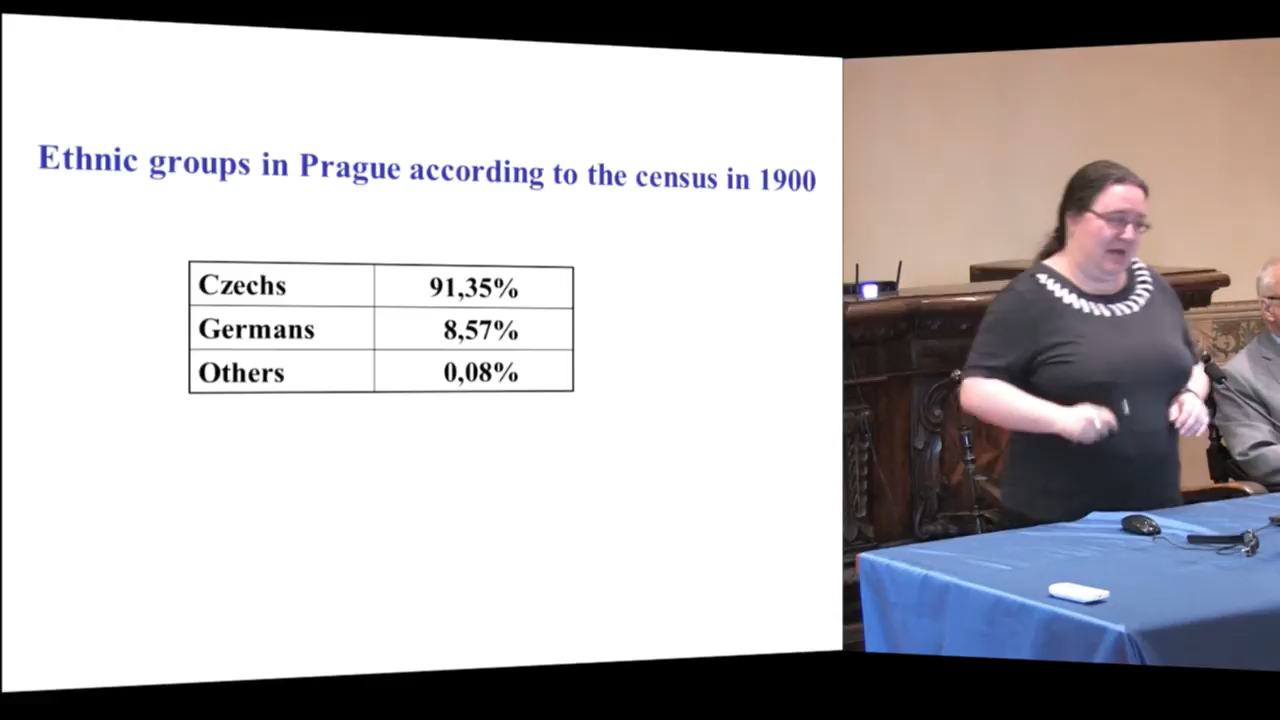 Ethnic groups in Prague according to the census in 1900
Czechs 91,35%
Germans 8,57%
Others 0,08%